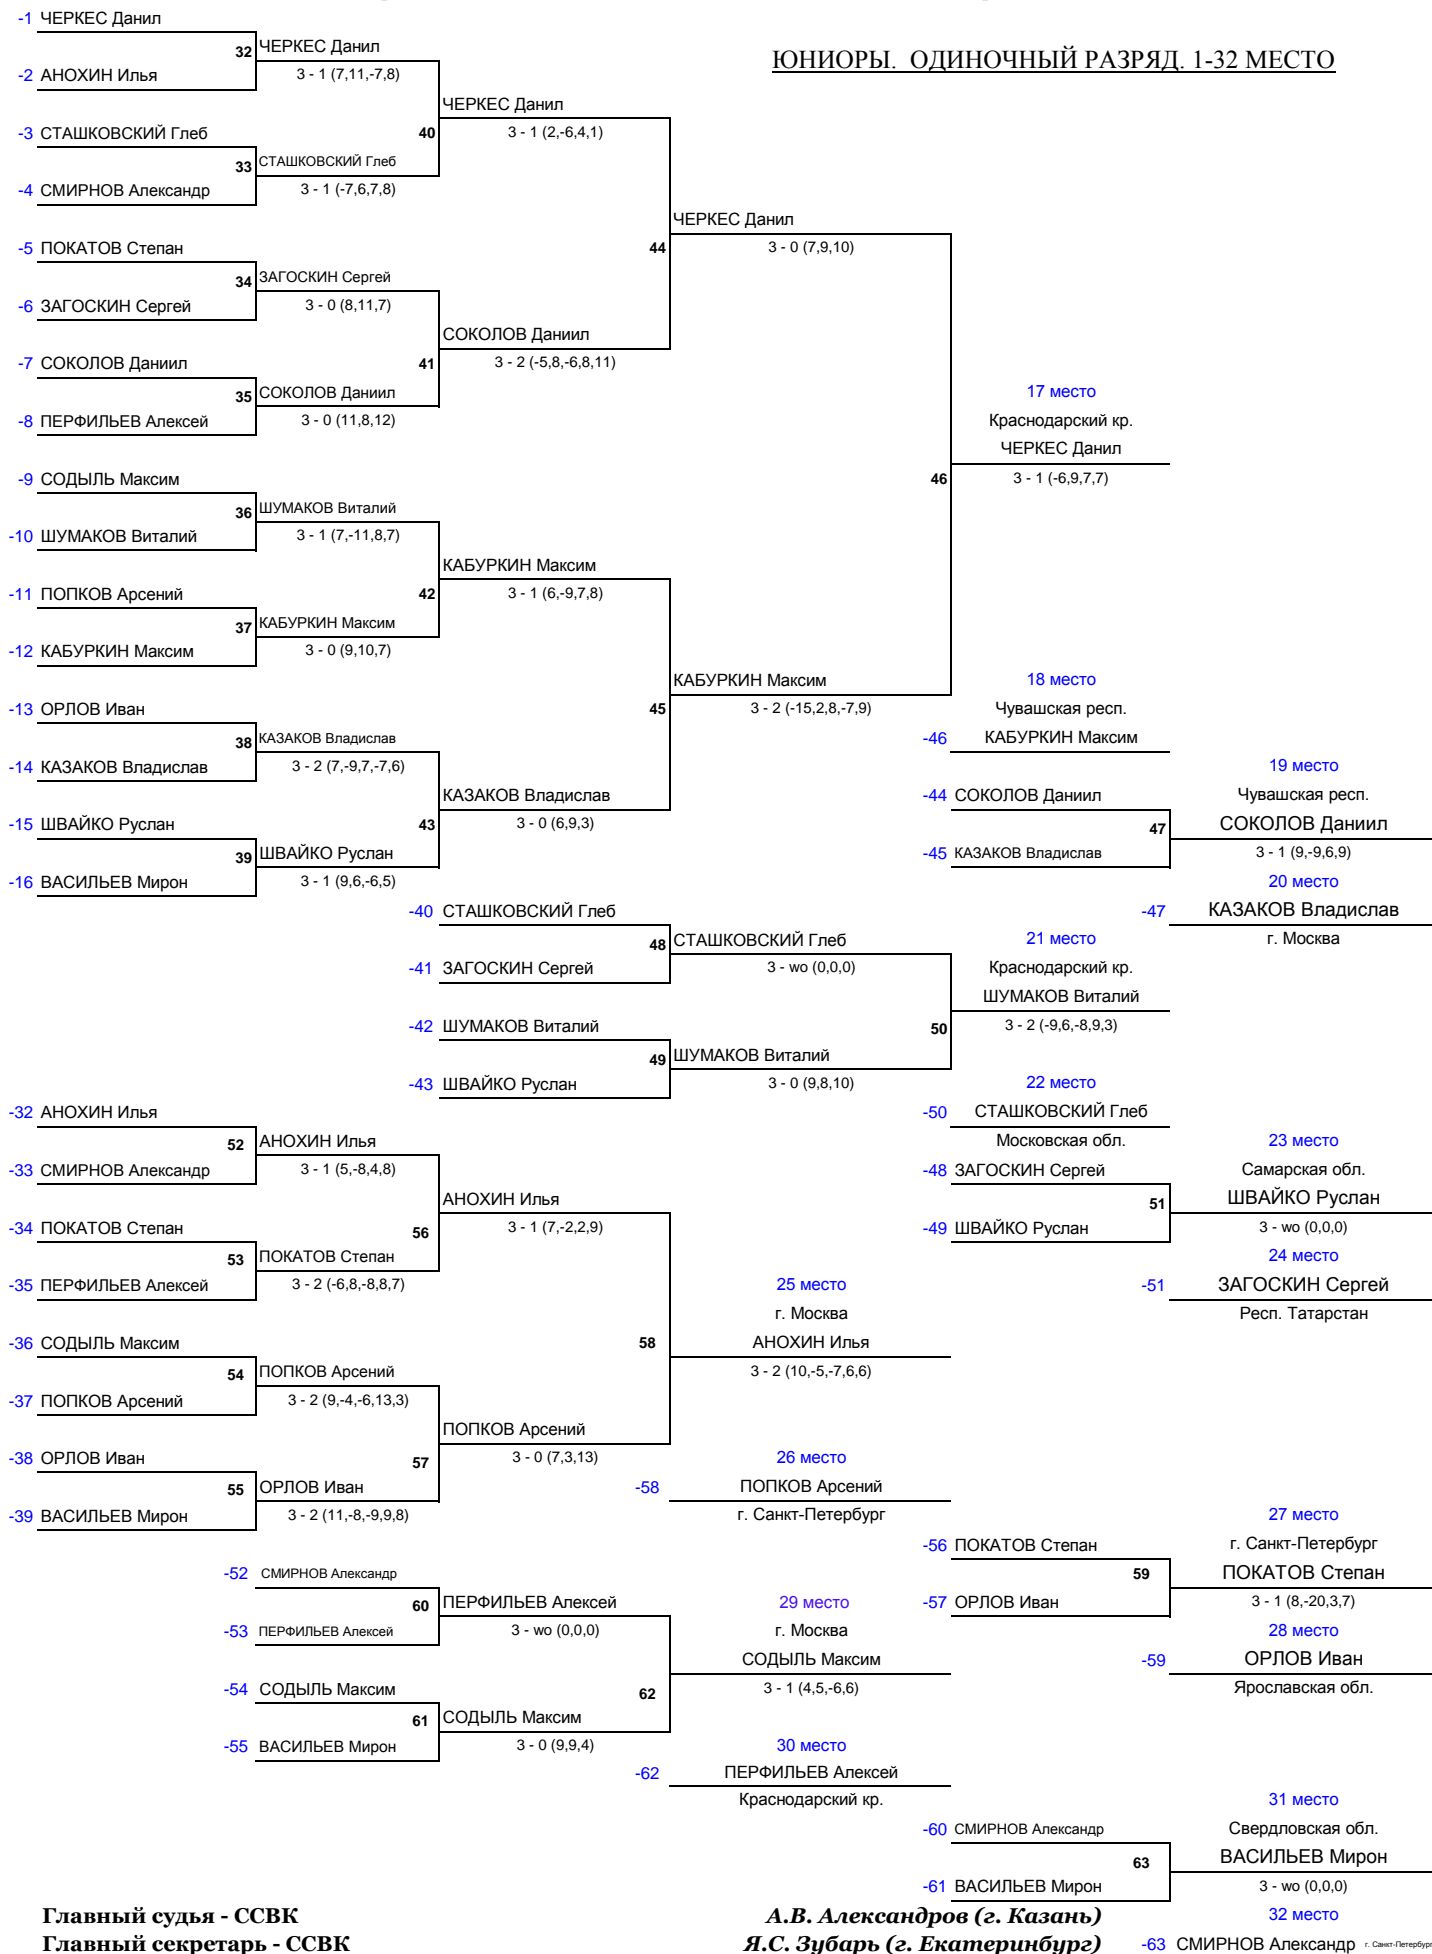 -1 ЧЕРКЕС Данил
32 ЧЕРКЕС Данил
ЮНИОРЫ. ОДИНОЧНЫЙ РАЗРЯД. 1-32 МЕСТО
-2 АНОХИН Илья
3 - 1 (7,11,-7,8)
ЧЕРКЕС Данил
-3 СТАШКОВСКИЙ Глеб
40
3 - 1 (2,-6,4,1)
33 СТАШКОВСКИЙ Глеб
-4 СМИРНОВ Александр
3 - 1 (-7,6,7,8)
ЧЕРКЕС Данил
-5 ПОКАТОВ Степан
44
3 - 0 (7,9,10)
34 ЗАГОСКИН Сергей
-6 ЗАГОСКИН Сергей
3 - 0 (8,11,7)
СОКОЛОВ Даниил
-7 СОКОЛОВ Даниил
41
3 - 2 (-5,8,-6,8,11)
35 СОКОЛОВ Даниил
17 место
-8 ПЕРФИЛЬЕВ Алексей
3 - 0 (11,8,12)
Краснодарский кр.
ЧЕРКЕС Данил
-9 СОДЫЛЬ Максим
46
3 - 1 (-6,9,7,7)
36 ШУМАКОВ Виталий
-10 ШУМАКОВ Виталий
3 - 1 (7,-11,8,7)
КАБУРКИН Максим
-11 ПОПКОВ Арсений
42
3 - 1 (6,-9,7,8)
37 КАБУРКИН Максим
-12 КАБУРКИН Максим
3 - 0 (9,10,7)
КАБУРКИН Максим
18 место
-13 ОРЛОВ Иван
45
3 - 2 (-15,2,8,-7,9)
Чувашская респ.
38 КАЗАКОВ Владислав
-46 КАБУРКИН Максим
-14 КАЗАКОВ Владислав
3 - 2 (7,-9,7,-7,6)
19 место
КАЗАКОВ Владислав
-44 СОКОЛОВ Даниил
Чувашская респ.
-15 ШВАЙКО Руслан
43
3 - 0 (6,9,3)
47 СОКОЛОВ Даниил
39 ШВАЙКО Руслан
-45 КАЗАКОВ Владислав
3 - 1 (9,-9,6,9)
-16 ВАСИЛЬЕВ Мирон
3 - 1 (9,6,-6,5)
20 место
-40 СТАШКОВСКИЙ Глеб
-47 КАЗАКОВ Владислав
48 СТАШКОВСКИЙ Глеб
21 место
г. Москва
-41 ЗАГОСКИН Сергей
3 - wo (0,0,0)
Краснодарский кр.
ШУМАКОВ Виталий
-42 ШУМАКОВ Виталий
50
3 - 2 (-9,6,-8,9,3)
49 ШУМАКОВ Виталий
-43 ШВАЙКО Руслан
3 - 0 (9,8,10)
22 место
-32 АНОХИН Илья
-50 СТАШКОВСКИЙ Глеб
52 АНОХИН Илья
Московская обл.
23 место
-33 СМИРНОВ Александр
3 - 1 (5,-8,4,8)
-48 ЗАГОСКИН Сергей
Самарская обл.
АНОХИН Илья
51 ШВАЙКО Руслан
-34 ПОКАТОВ Степан
56
3 - 1 (7,-2,2,9)
-49 ШВАЙКО Руслан
3 - wo (0,0,0)
53 ПОКАТОВ Степан
24 место
-35 ПЕРФИЛЬЕВ Алексей
3 - 2 (-6,8,-8,8,7)
25 место
-51 ЗАГОСКИН Сергей
г. Москва
Респ. Татарстан
-36 СОДЫЛЬ Максим
58
АНОХИН Илья
54 ПОПКОВ Арсений
3 - 2 (10,-5,-7,6,6)
-37 ПОПКОВ Арсений
3 - 2 (9,-4,-6,13,3)
ПОПКОВ Арсений
-38 ОРЛОВ Иван
57
3 - 0 (7,3,13)
26 место
55 ОРЛОВ Иван
-58 ПОПКОВ Арсений
-39 ВАСИЛЬЕВ Мирон
3 - 2 (11,-8,-9,9,8)
г. Санкт-Петербург
27 место
-56 ПОКАТОВ Степан
г. Санкт-Петербург
-52 СМИРНОВ Александр
59 ПОКАТОВ Степан
60 ПЕРФИЛЬЕВ Алексей
29 место
-57 ОРЛОВ Иван
3 - 1 (8,-20,3,7)
-53 ПЕРФИЛЬЕВ Алексей
3 - wo (0,0,0)
г. Москва
28 место
СОДЫЛЬ Максим
-59 ОРЛОВ Иван
-54 СОДЫЛЬ Максим
62
3 - 1 (4,5,-6,6)
Ярославская обл.
61 СОДЫЛЬ Максим
-55 ВАСИЛЬЕВ Мирон
3 - 0 (9,9,4)
30 место
-62 ПЕРФИЛЬЕВ Алексей
Краснодарский кр.
31 место
-60 СМИРНОВ Александр
Свердловская обл.
63 ВАСИЛЬЕВ Мирон
-61 ВАСИЛЬЕВ Мирон
3 - wo (0,0,0)
Главный судья - ССВК
А.В. Александров (г. Казань)
32 место
Главный секретарь - ССВК
Я.С. Зубарь (г. Екатеринбург)
-63 СМИРНОВ Александр г. Санкт-Петербург